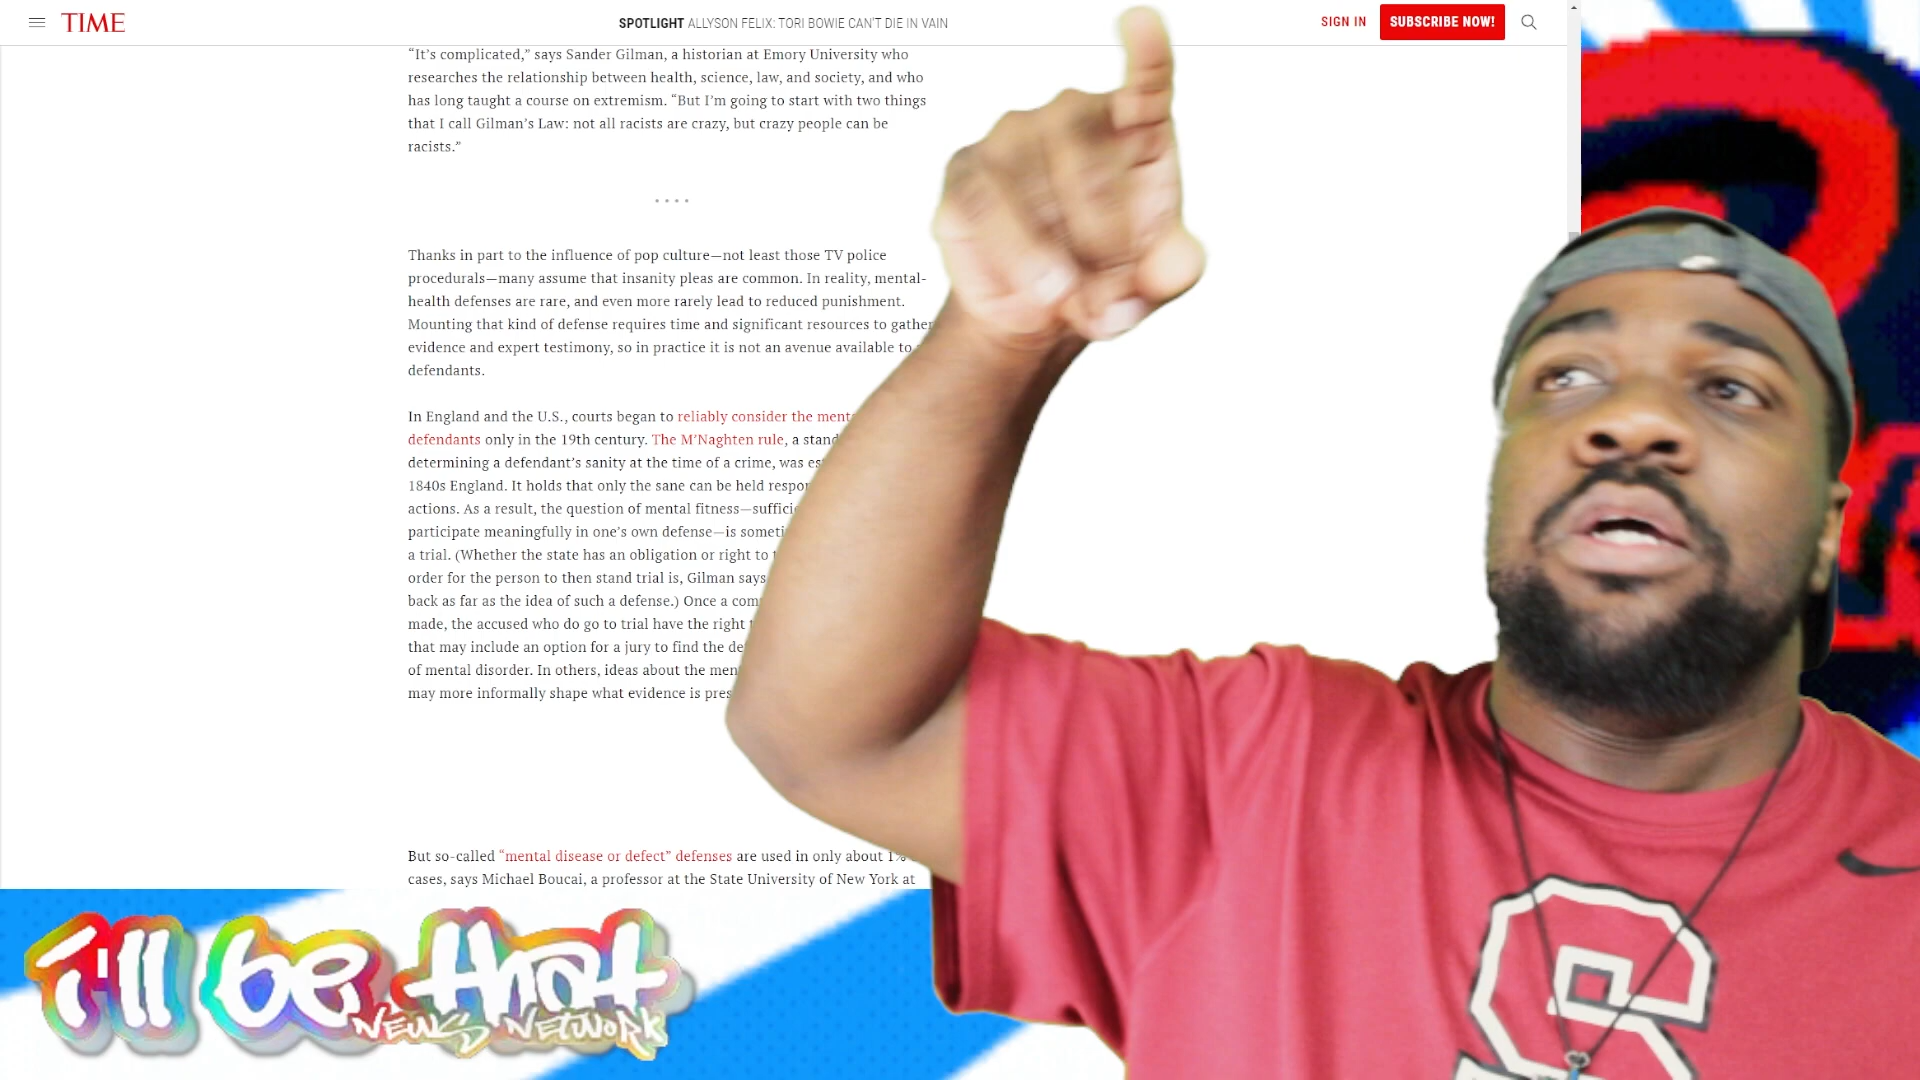 TIME
SPOTLIGHT ALLYSON FELIX: TORI BOWIE CAN'T DIE IN VAIN
SIGN IN
SUBSCRIBE NOW!
“It’s complicated,” says Sander Gilman, a historian at Emory University who
researches the relationship between health, science, law, and society, and who
has long taught a course on extremism. “But I’m going to start with two things
that I call Gilman’s Law: not all racists are crazy, but crazy people can be
racists.”
Thanks in part to the influence of pop culture—not least those TV police
procedurals—many assume that insanity pleas are common. In reality, mental-
health defenses are rare, and even more rarely lead to reduced punishment.
Mounting that kind of defense requires time and significant resources to gather
evidence and expert testimony, so in practice it is not an avenue available to
defendants.
In England and the U.S., courts began to reliably consider the
defendants only in the 19th century. The M’Naghten rule, a
determining a defendant’s sanity at the time of a crime, was
1840s England. It holds that only the sane can be held
actions. As a result, the question of mental fitness—
participate meaningfully in one’s own defense—is
a trial. (Whether the state has an obligation or right to
order for the person to then stand trial is, Gilman says
back as far as the idea of such a defense.) Once a
made, the accused who do go to trial have the right
that may include an option for a jury to find the
of mental disorder. In others, ideas about the
may more informally shape what evidence is
But so-called “mental disease or defect” defenses are used in only about 1%
cases, says Michael Boucai, a professor at the State University of New York at
i'll be that
NEWS NETWORK